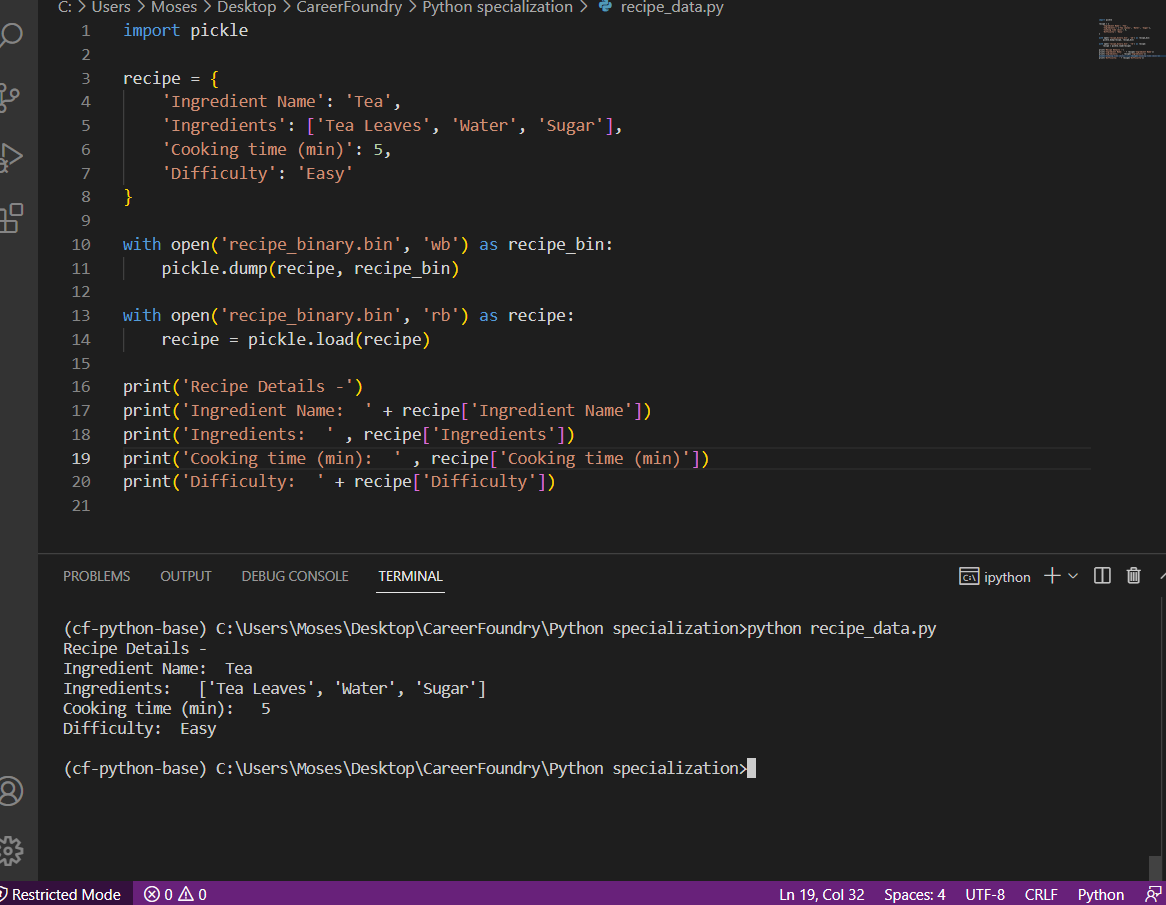 C: > Users > Moses > Desktop > CareerFoundry > Python specialization > recipe_data.py
1 import pickle
2
3 recipe = {
4     'Ingredient Name': 'Tea',
5     'Ingredients': ['Tea Leaves', 'Water', 'Sugar'],
6     'Cooking time (min)': 5,
7     'Difficulty': 'Easy'
8 }
9
10 with open('recipe_binary.bin', 'wb') as recipe_bin:
11     pickle.dump(recipe, recipe_bin)
12
13 with open('recipe_binary.bin', 'rb') as recipe:
14     recipe = pickle.load(recipe)
15
16 print('Recipe Details -')
17 print('Ingredient Name:  ' + recipe['Ingredient Name'])
18 print('Ingredients:  ' , recipe['Ingredients'])
19 print('Cooking time (min):  ' , recipe['Cooking time (min)'])
20 print('Difficulty:  ' + recipe['Difficulty'])
21
PROBLEMS OUTPUT DEBUG CONSOLE TERMINAL ipython
(cf-python-base) C:\Users\Moses\Desktop\CareerFoundry\Python specialization>python recipe_data.py
Recipe Details -
Ingredient Name:  Tea
Ingredients:   ['Tea Leaves', 'Water', 'Sugar']
Cooking time (min):   5
Difficulty:  Easy
(cf-python-base) C:\Users\Moses\Desktop\CareerFoundry\Python specialization>
Restricted Mode 0 0 Ln 19, Col 32 Spaces: 4 UTF-8 CRLF Python